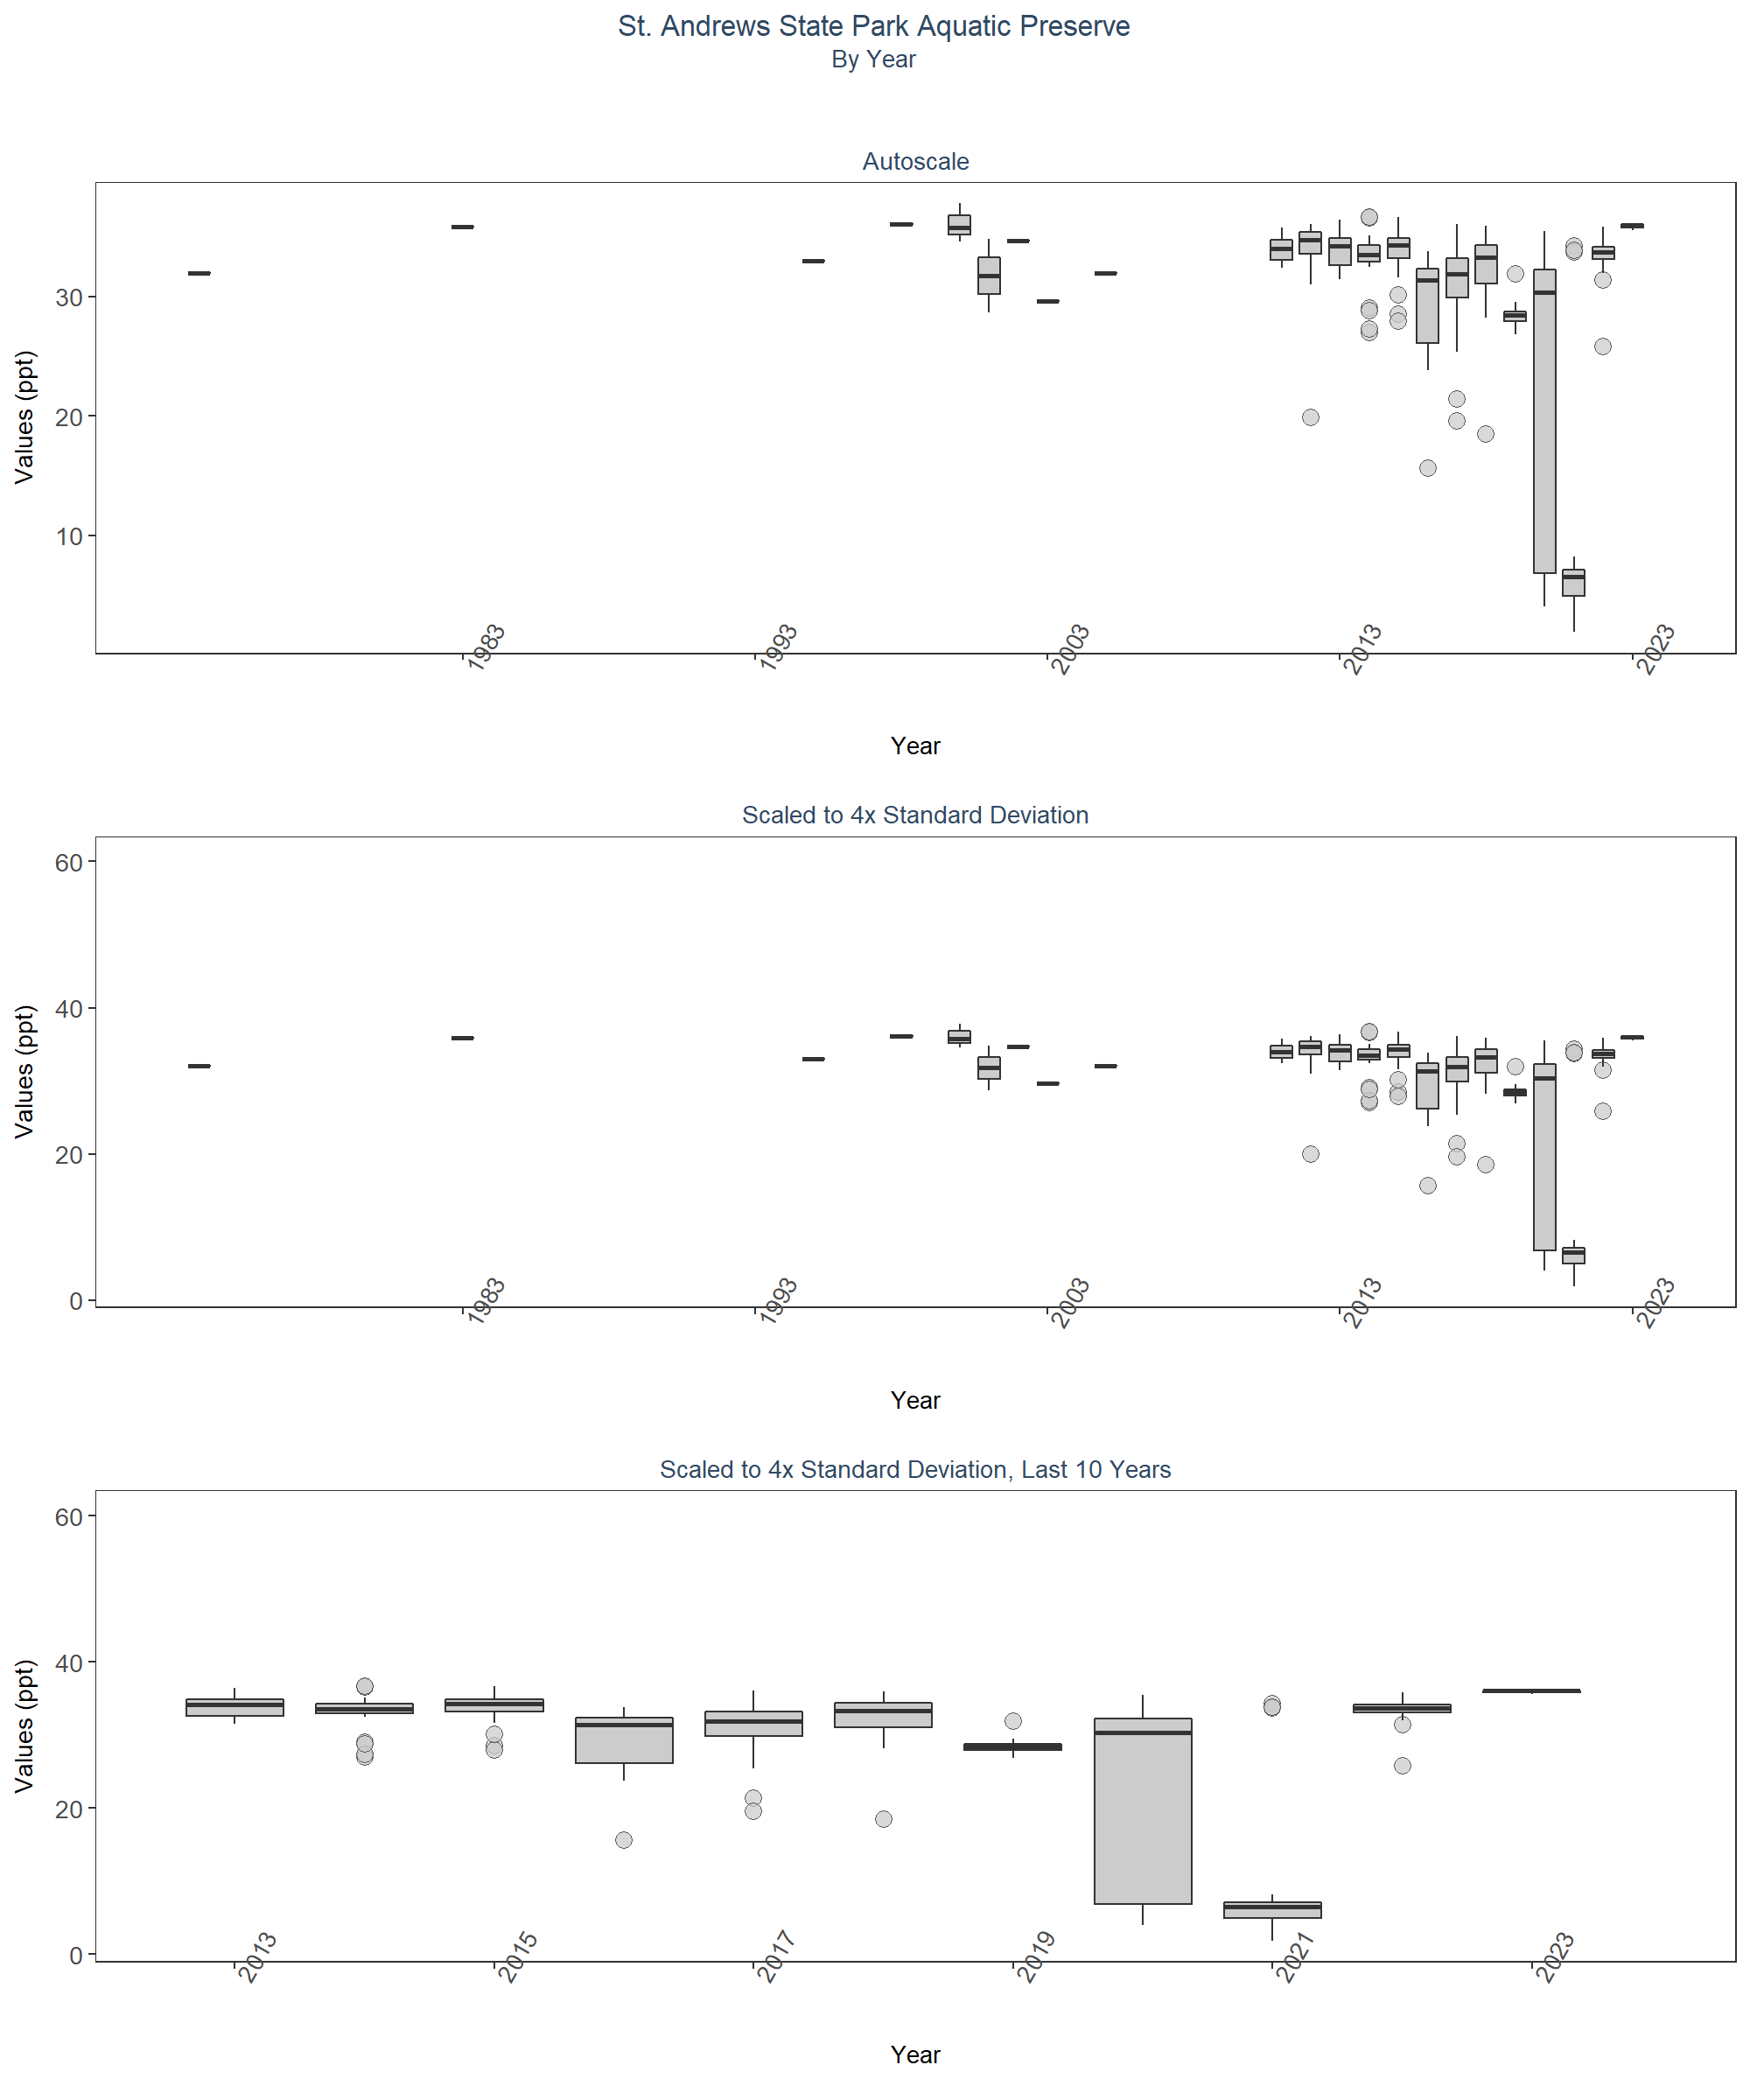 St. Andrews State Park Aquatic Preserve
By Year
Autoscale
Values (ppt)
30
20
10
1983 1993 2003 2013 2023
Year
Scaled to 4x Standard Deviation
Values (ppt)
60
40
20
0
1983 1993 2003 2013 2023
Year
Scaled to 4x Standard Deviation, Last 10 Years
Values (ppt)
60
40
20
0
2013 2015 2017 2019 2021 2023
Year